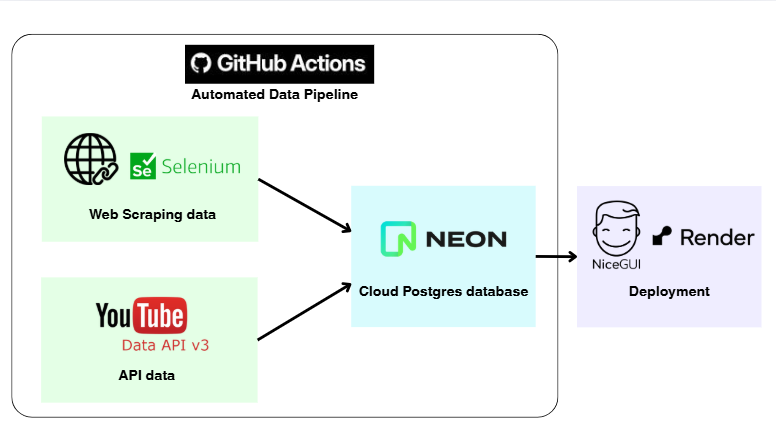 GitHub Actions
Automated Data Pipeline
Se Selenium
Web Scraping data
YouTube
Data API v3
API data
NEON
Cloud Postgres database
NiceGUI
Render
Deployment